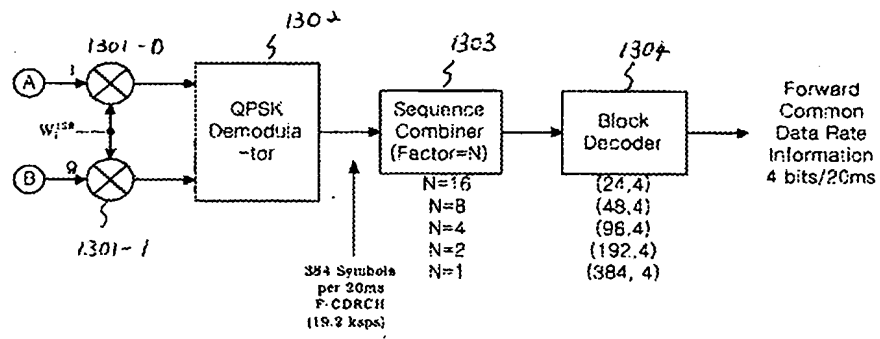 1302
1301-0
1303
1304
A
I
QPSK
Demodula
-tor
Sequence
Combiner
(Factor=N)
Block
Decoder
Forward
Common
Data Rate
Information
4 bits/20ms
B
Q
1301-1
N=16
N=8
N=4
N=2
N=1
(24,4)
(48,4)
(96,4)
(192,4)
(384, 4)
384 Symbols
per 20ms
F-CDRCH
(19.2 ksps)